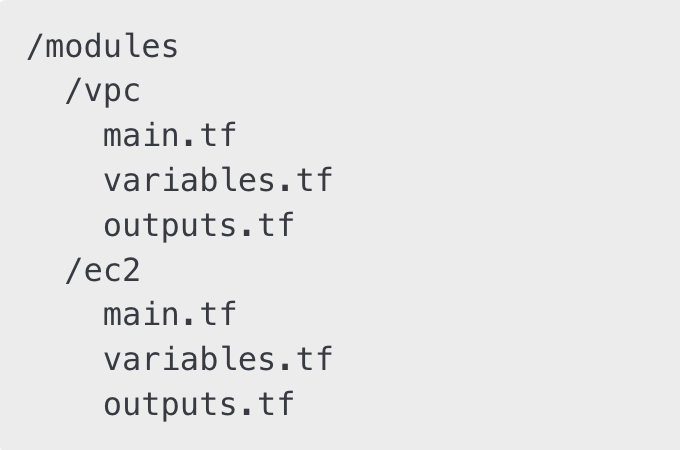 /modules
  /vpc
    main.tf
    variables.tf
    outputs.tf
  /ec2
    main.tf
    variables.tf
    outputs.tf